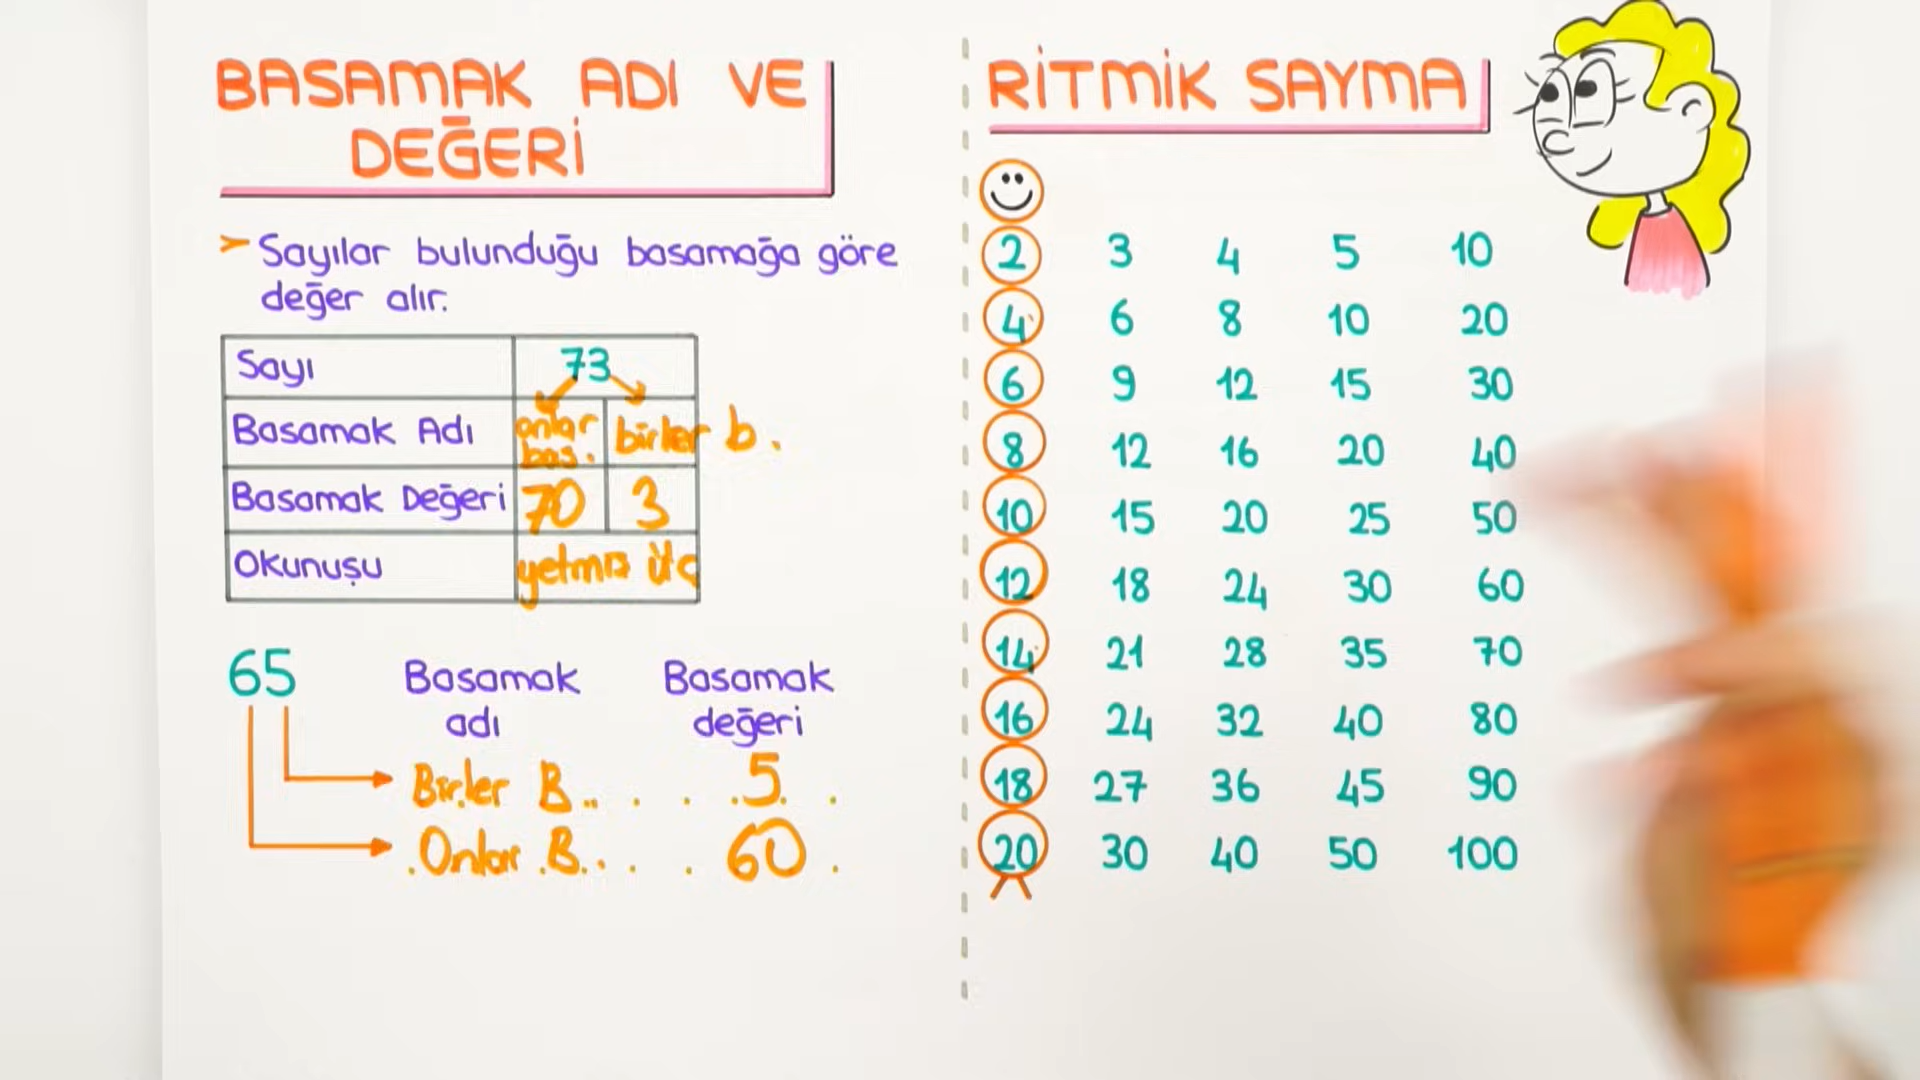 BASAMAK ADI VE
DEĞERİ
Sayılar bulunduğu basamağa göre
değer alır.
Sayı 73
Basamak Adı onlar bas. birler b.
Basamak Değeri 70 3
Okunuşu yetmiş üç
65 Basamak adı Basamak değeri
Birler B. 5
Onlar B. 60
RİTMİK SAYMA
2 3 4 5 10
4 6 8 10 20
6 9 12 15 30
8 12 16 20 40
10 15 20 25 50
12 18 24 30 60
14 21 28 35 70
16 24 32 40 80
18 27 36 45 90
20 30 40 50 100